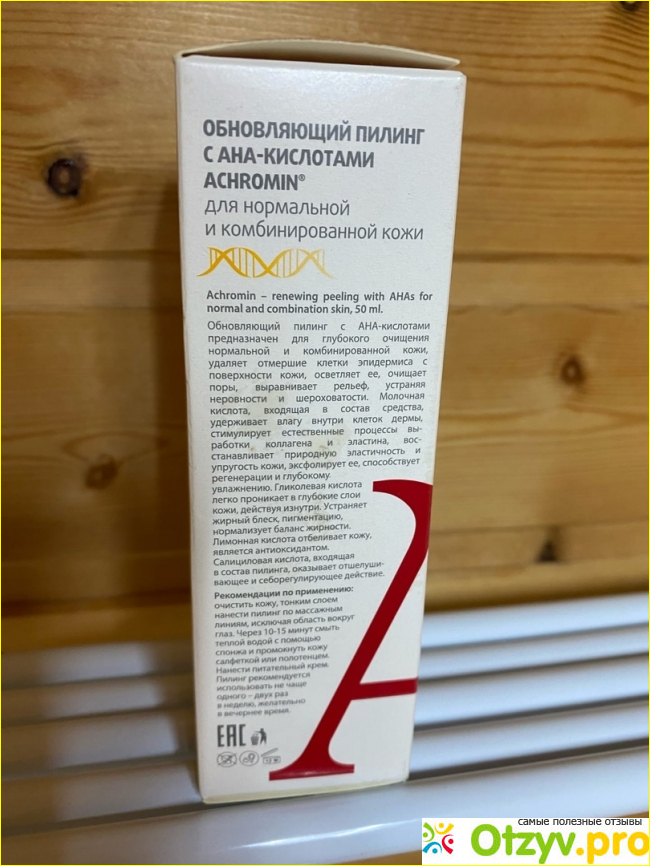 ОБНОВЛЯЮЩИЙ ПИЛИНГ
С АНА-КИСЛОТАМИ
ACHROMIN®
для нормальной
и комбинированной кожи
Achromin – renewing peeling with AHAs for
normal and combination skin, 50 ml.
Обновляющий пилинг с АНА-кислотами
предназначен для глубокого очищения
нормальной и комбинированной кожи,
удаляет отмершие клетки эпидермиса с
поверхности кожи, осветляет ее, очищает
поры, выравнивает рельеф, устраняя
неровности и шероховатости. Молочная
кислота, входящая в состав средства,
удерживает влагу внутри клеток дермы,
стимулирует естественные процессы вы-
работки коллагена и эластина, вос-
станавливает природную эластичность и
упругость кожи, эксфолирует ее, способствует
регенерации и глубокому
увлажнению. Гликолевая кислота
легко проникает в глубокие слои
кожи, действуя изнутри. Устраняет
жирный блеск, пигментацию,
нормализует баланс жирности.
Лимонная кислота отбеливает кожу,
является антиоксидантом.
Салициловая кислота, входящая
в состав пилинга, оказывает отшелуши-
вающее и себорегулирующее действие.
Рекомендации по применению:
очистить кожу, тонким слоем
нанести пилинг по массажным
линиям, исключая область вокруг
глаз. Через 10-15 минут смыть
теплой водой с помощью
спонжа и промокнуть кожу
салфеткой или полотенцем.
Нанести питательный крем.
Пилинг рекомендуется
использовать не чаще
одного – двух раз
в неделю, желательно
в вечернее время.
EAC
12 M
A
самые полезные отзывы
Otzyv.pro